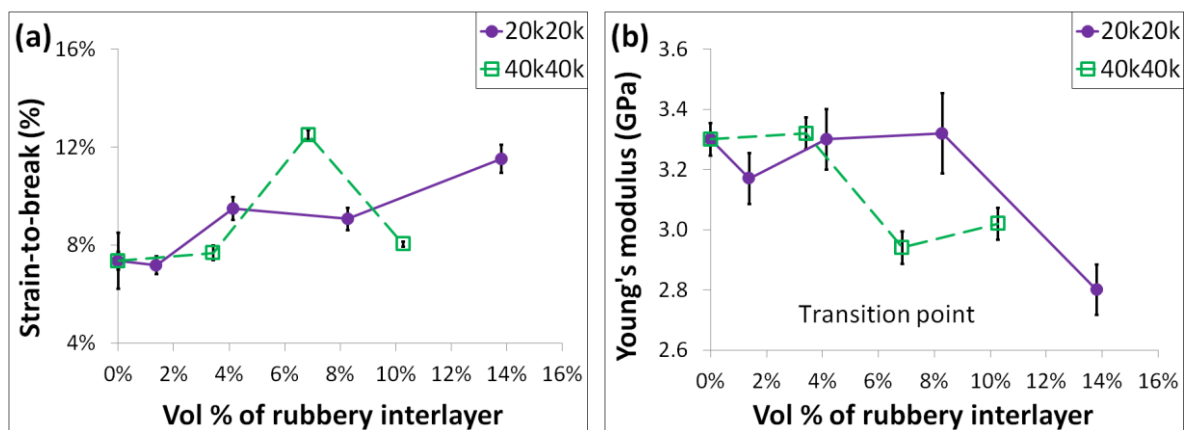 (a)
20k20k
40k40k
16%
12%
8%
4%
Strain-to-break (%)
0% 2% 4% 6% 8% 10% 12% 14% 16%
Vol % of rubbery interlayer
(b)
20k20k
40k40k
3.6
3.4
3.2
3.0
2.8
2.6
Young's modulus (GPa)
Transition point
0% 2% 4% 6% 8% 10% 12% 14% 16%
Vol % of rubbery interlayer